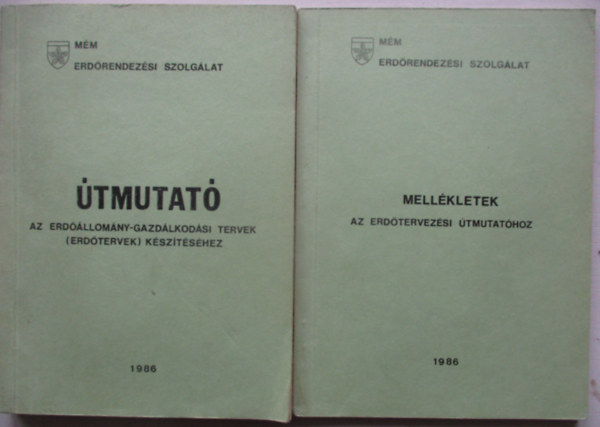 MÉM
ERDŐRENDEZÉSI SZOLGÁLAT
ÚTMUTATÓ
AZ ERDŐÁLLOMÁNY-GAZDÁLKODÁSI TERVEK
(ERDŐTERVEK) KÉSZÍTÉSÉHEZ
1986
MÉM
ERDŐRENDEZÉSI SZOLGÁLAT
MELLÉKLETEK
AZ ERDŐTERVEZÉSI ÚTMUTATÓHOZ
1986